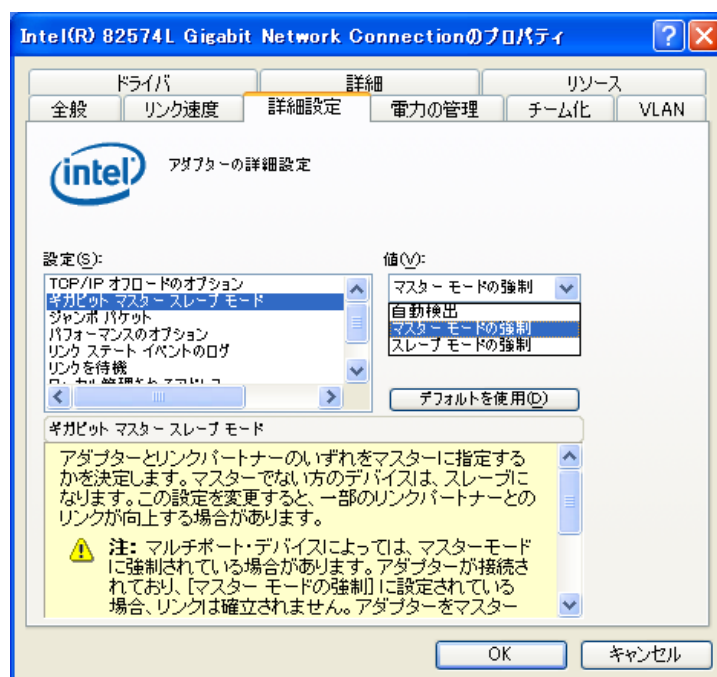 Intel(R) 82574L Gigabit Network Connectionのプロパティ
ドライバ 詳細 リソース
全般 リンク速度 詳細設定 電力の管理 チーム化 VLAN
intel
アダプターの詳細設定
設定(S):
値(V):
TCP/IP オフロードのオプション
ギガビット マスター スレーブ モード
ジャンボ パケット
パフォーマンスのオプション
リンク ステート イベントのログ
リンクを待機
マスター モードの強制
自動検出
マスター モードの強制
スレーブ モードの強制
デフォルトを使用(D)
ギガビット マスター スレーブ モード
アダプターとリンクパートナーのいずれをマスターに指定する
かを決定します。マスターでない方のデバイスは、スレーブに
なります。この設定を変更すると、一部のリンクパートナーとの
リンクが向上する場合があります。
注: マルチポート・デバイスによっては、マスターモード
に強制されている場合があります。アダプターが接続さ
れており、[マスター モードの強制] に設定されている
場合、リンクは確立されません。アダプターをマスター
OK
キャンセル